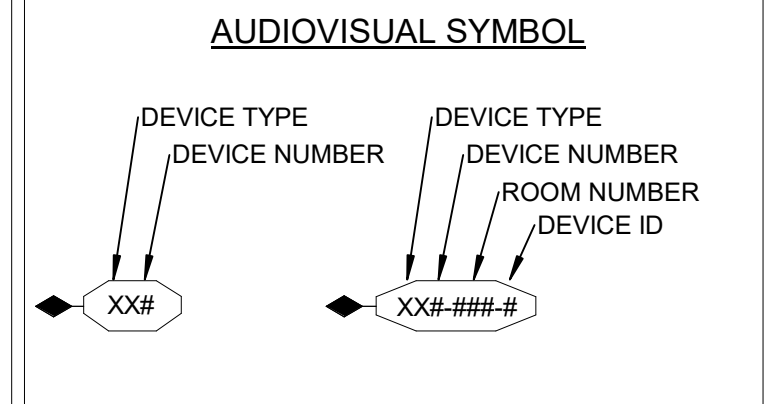 AUDIOVISUAL SYMBOL
DEVICE TYPE
DEVICE NUMBER
XX#
DEVICE TYPE
DEVICE NUMBER
ROOM NUMBER
DEVICE ID
XX#-###-#